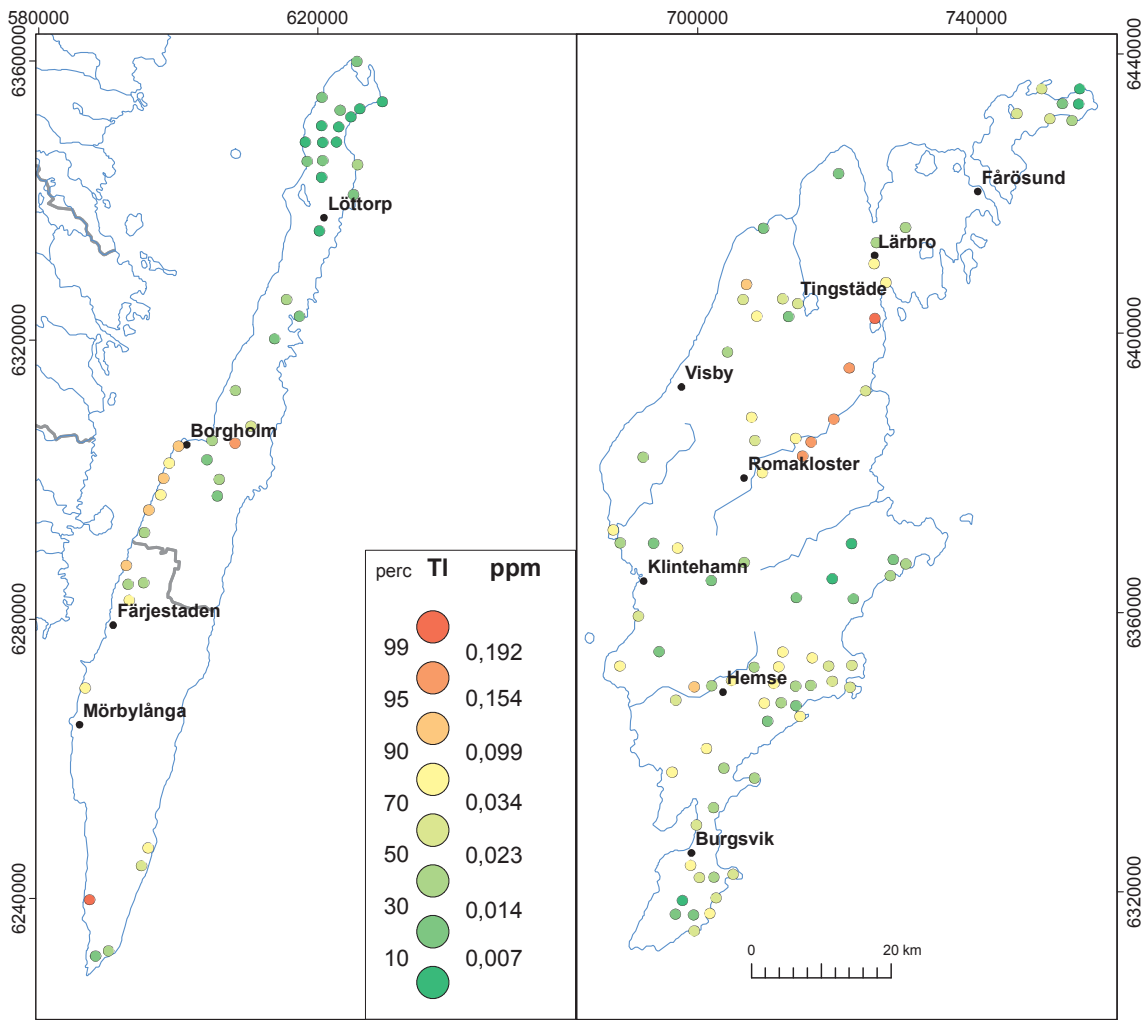 580000 620000 700000 740000
6360000
6320000
6280000
6240000
6440000
6400000
6360000
6320000
Löttorp
Borgholm
Färjestaden
Mörbylånga
Fårösund
Lärbro
Tingstäde
Visby
Romakloster
Klintehamn
Hemse
Burgsvik
perc Tl ppm
99 0,192
95 0,154
90 0,099
70 0,034
50 0,023
30 0,014
10 0,007
0 20 km